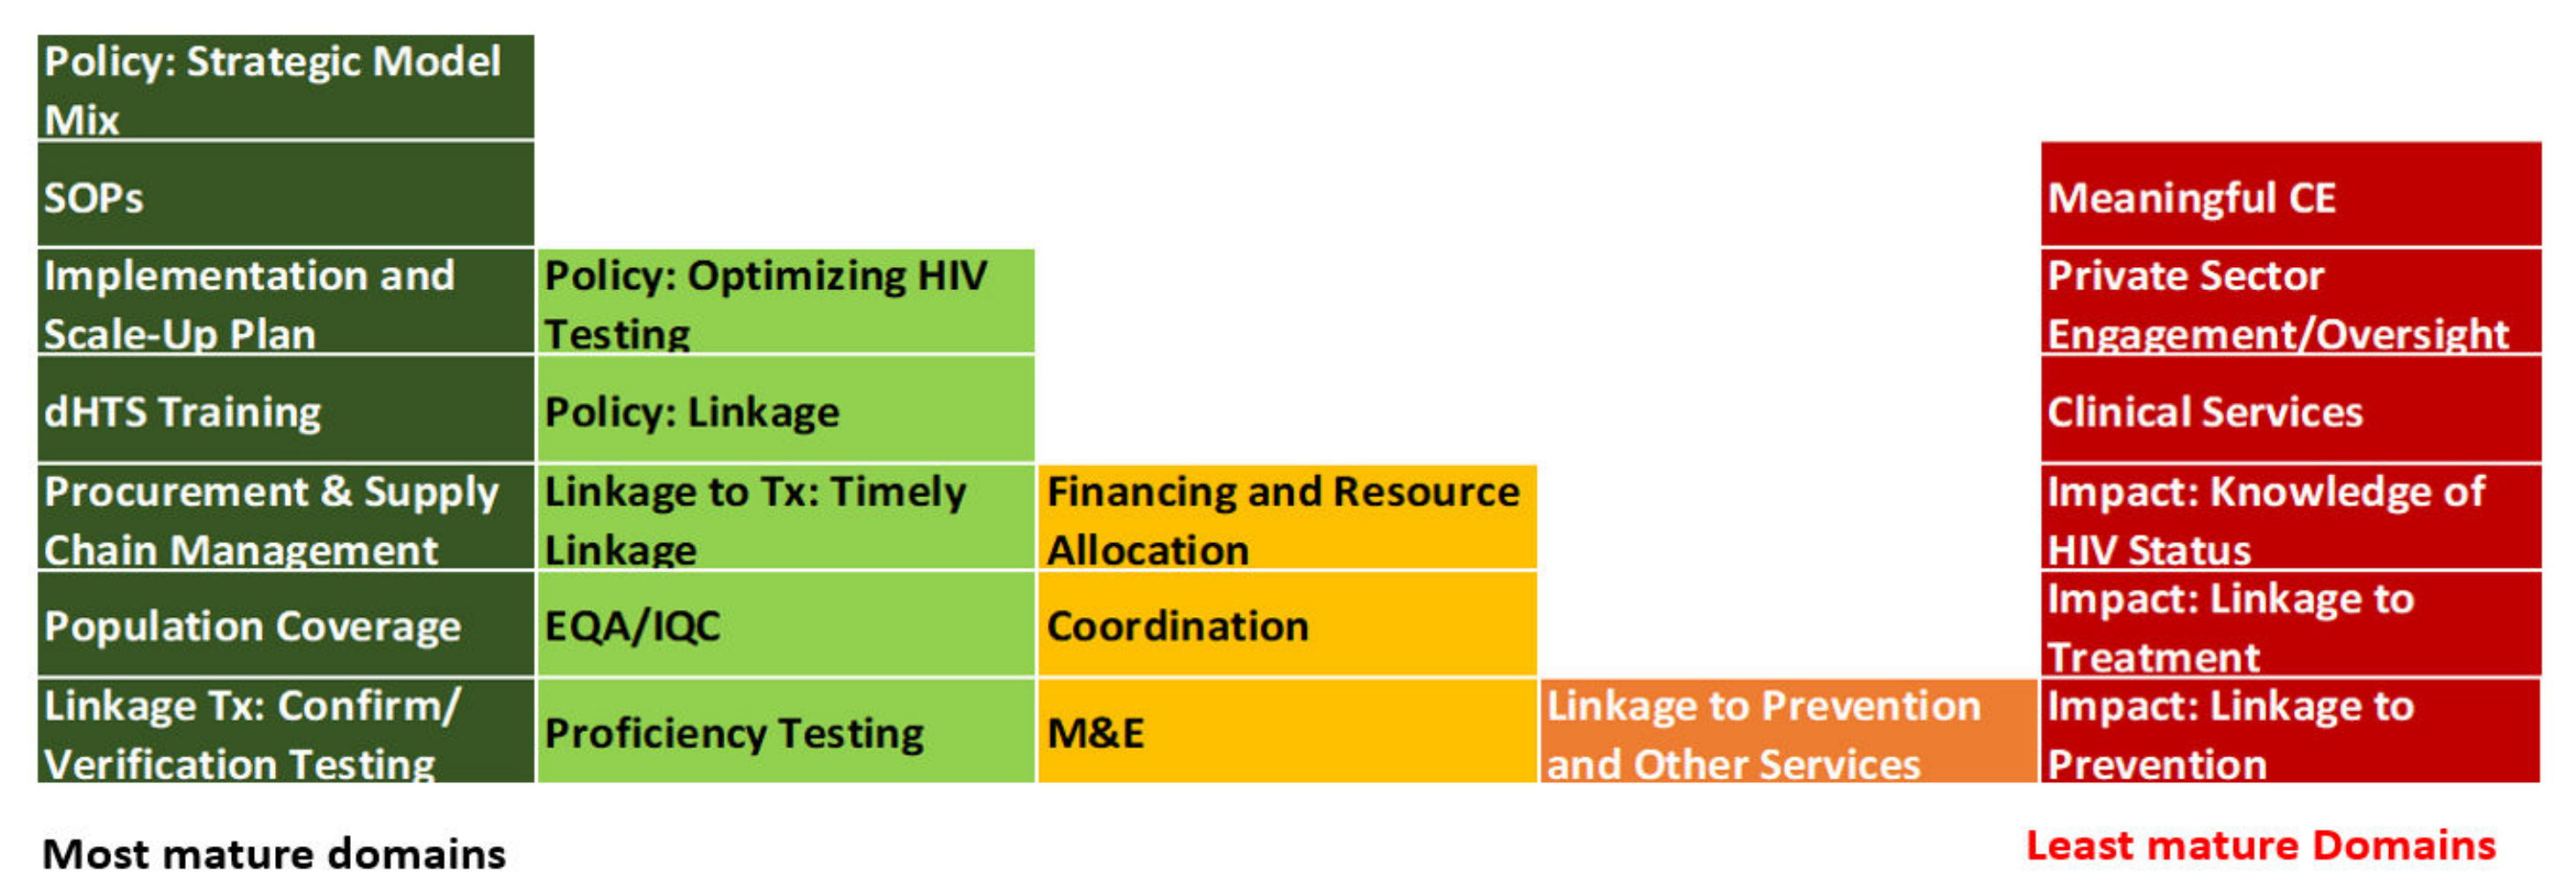 Policy: Strategic Model
Mix
SOPs
Implementation and
Scale-Up Plan
dHTS Training
Procurement & Supply
Chain Management
Population Coverage
Linkage Tx: Confirm/
Verification Testing
Policy: Optimizing HIV
Testing
Policy: Linkage
Linkage to Tx: Timely
Linkage
EQA/IQC
Proficiency Testing
Financing and Resource
Allocation
Coordination
M&E
Linkage to Prevention
and Other Services
Meaningful CE
Private Sector
Engagement/Oversight
Clinical Services
Impact: Knowledge of
HIV Status
Impact: Linkage to
Treatment
Impact: Linkage to
Prevention
Most mature domains
Least mature Domains